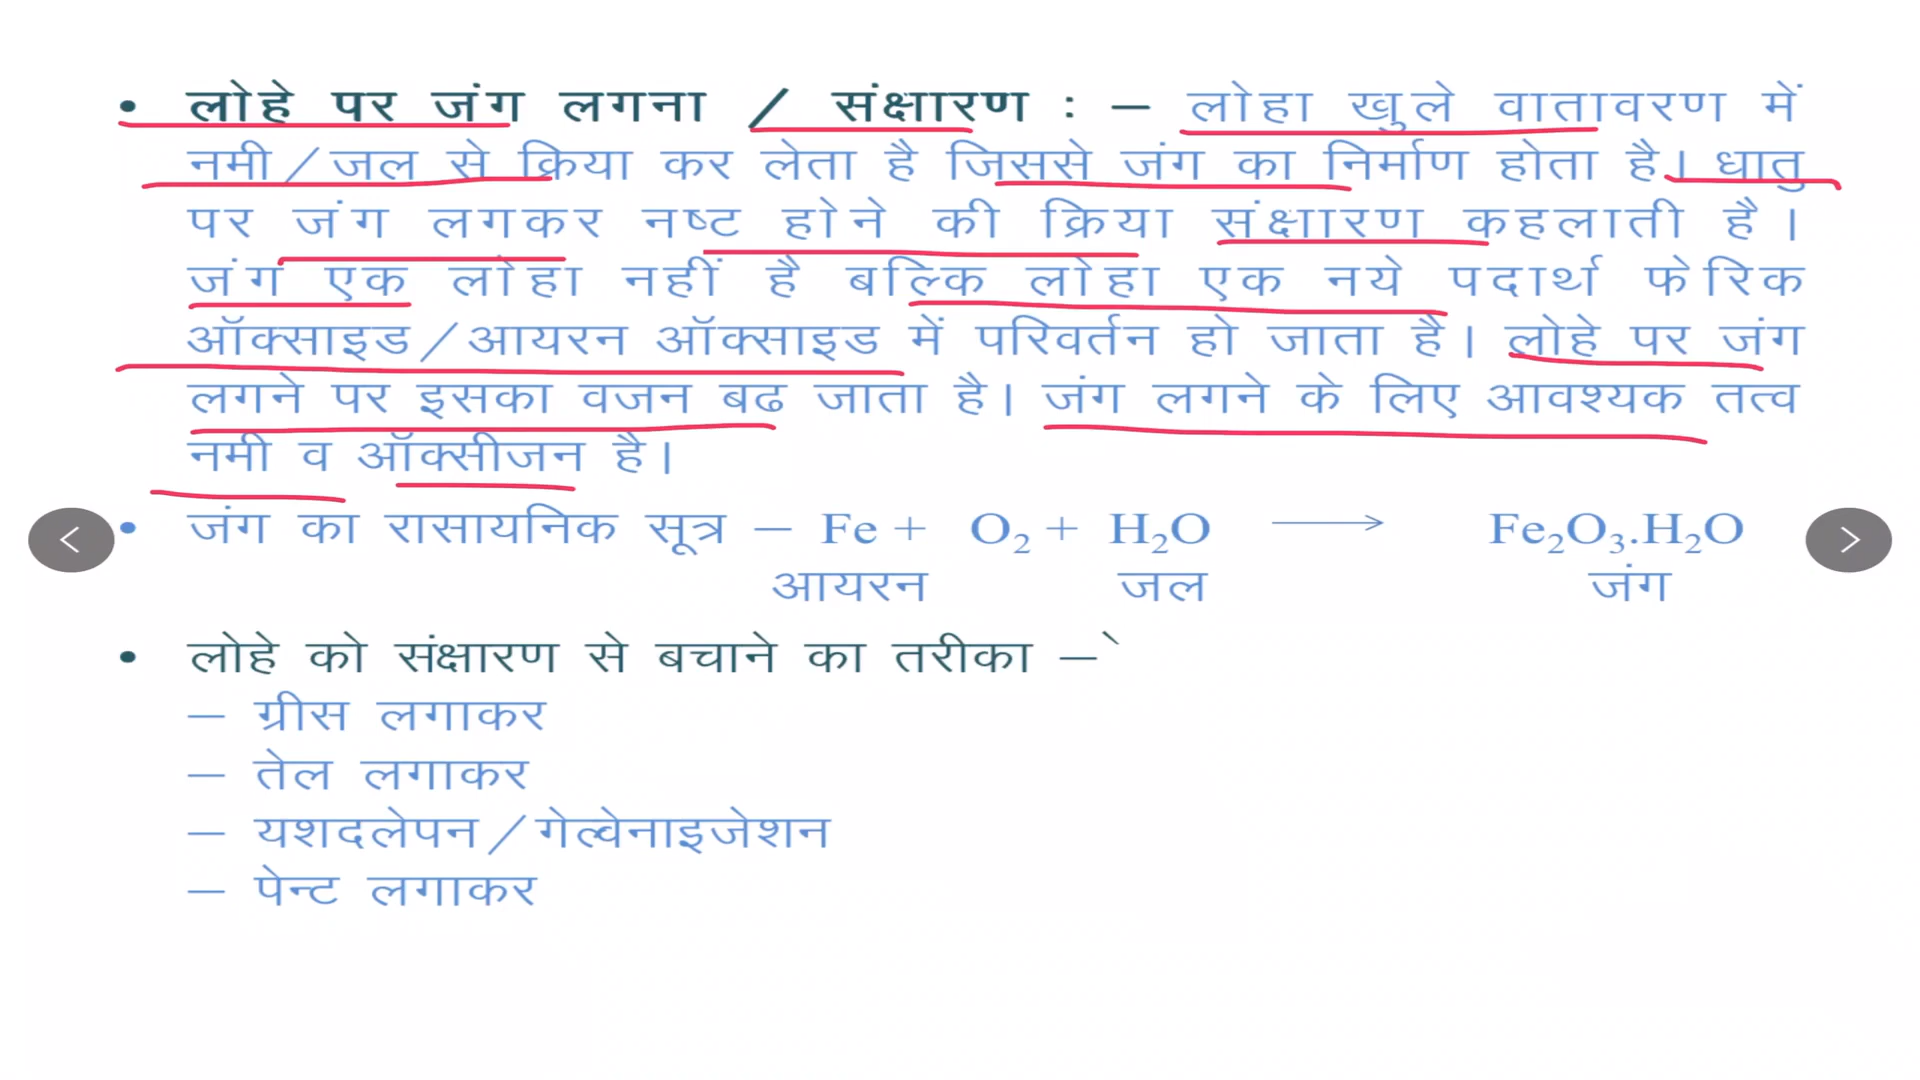 • लोहे पर जंग लगना / संक्षारण : – लोहा खुले वातावरण में
नमी/जल से क्रिया कर लेता है जिससे जंग का निर्माण होता है। धातु
पर जंग लगकर नष्ट होने की क्रिया संक्षारण कहलाती है।
जंग एक लोहा नहीं है बल्कि लोहा एक नये पदार्थ फेरिक
ऑक्साइड/आयरन ऑक्साइड में परिवर्तन हो जाता है। लोहे पर जंग
लगने पर इसका वजन बढ जाता है। जंग लगने के लिए आवश्यक तत्व
नमी व ऑक्सीजन है।
• जंग का रासायनिक सूत्र – Fe + O₂ + H₂O ⟶ Fe₂O₃.H₂O
आयरन जल जंग
• लोहे को संक्षारण से बचाने का तरीका –`
– ग्रीस लगाकर
– तेल लगाकर
– यशदलेपन/गेल्वेनाइजेशन
– पेन्ट लगाकर